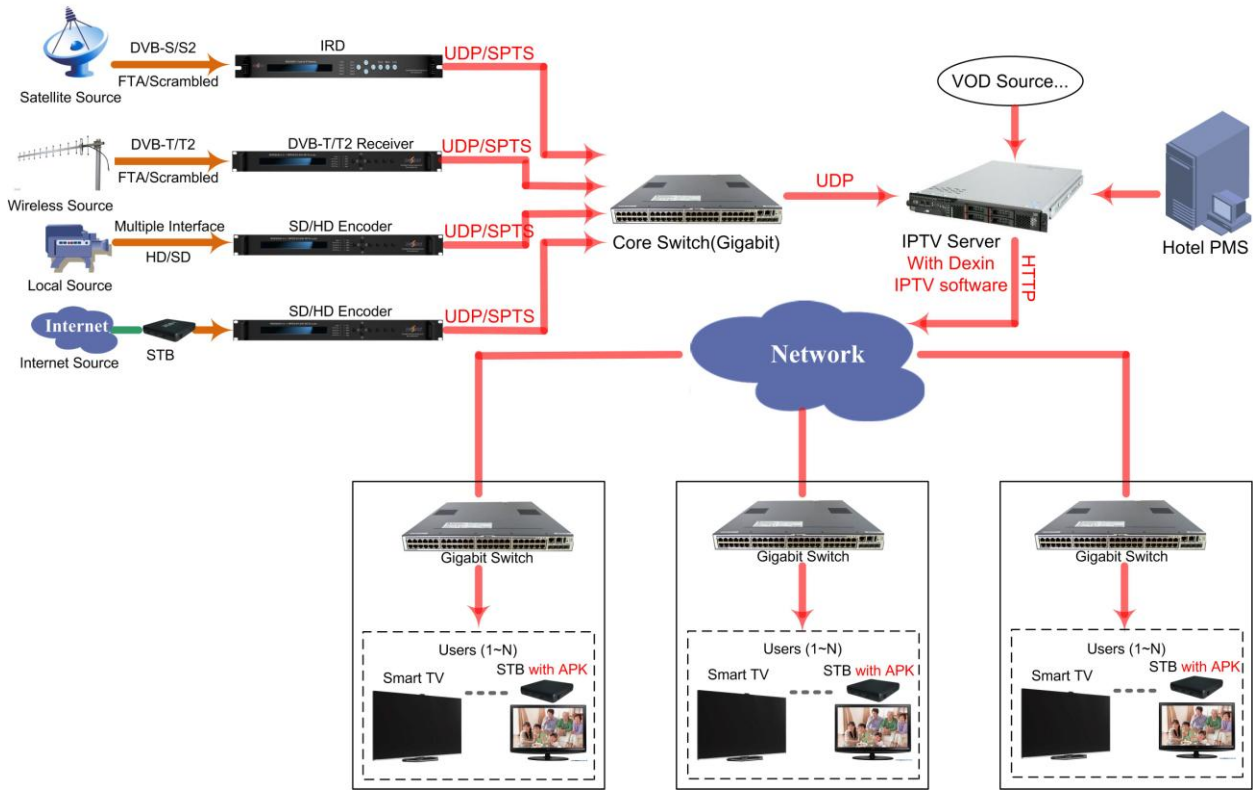 DVB-S/S2
FTA/Scrambled
Satellite Source
IRD
UDP/SPTS
DVB-T/T2
FTA/Scrambled
Wireless Source
DVB-T/T2 Receiver
UDP/SPTS
Multiple Interface
HD/SD
Local Source
SD/HD Encoder
UDP/SPTS
Internet
Internet Source
STB
SD/HD Encoder
UDP/SPTS
Core Switch(Gigabit)
UDP
VOD Source...
IPTV Server
With Dexin
IPTV software
Hotel PMS
HTTP
Network
Gigabit Switch
Users (1~N)
Smart TV
STB with APK
Gigabit Switch
Users (1~N)
Smart TV
STB with APK
Gigabit Switch
Users (1~N)
Smart TV
STB with APK